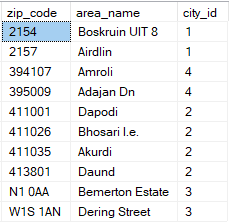 zip_code area_name city_id
2154 Boskruin UIT 8 1
2157 Airdlin 1
394107 Amroli 4
395009 Adajan Dn 4
411001 Dapodi 2
411026 Bhosari I.e. 2
411035 Akurdi 2
413801 Daund 2
N1 0AA Bemerton Estate 3
W1S 1AN Dering Street 3